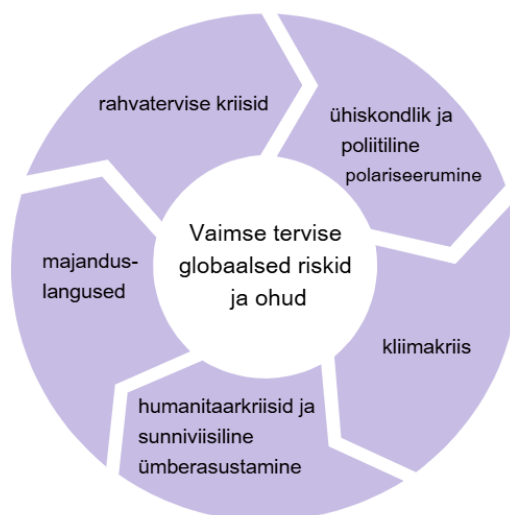 rahvatervise kriisid
ühiskondlik ja
poliitiline
polariseerumine
Vaimse tervise
globaalsed riskid
ja ohud
majandus-
langused
kliimakriis
humanitaarkriisid ja
sunniviisiline
ümberasustamine